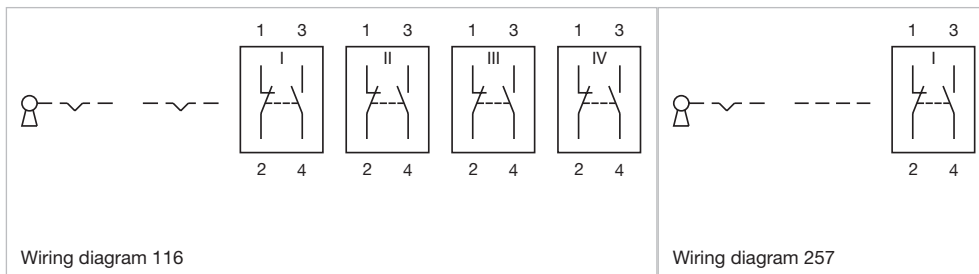 1 3 1 3 1 3 1 3 1 3
I II III IV I
2 4 2 4 2 4 2 4 2 4
Wiring diagram 116
Wiring diagram 257